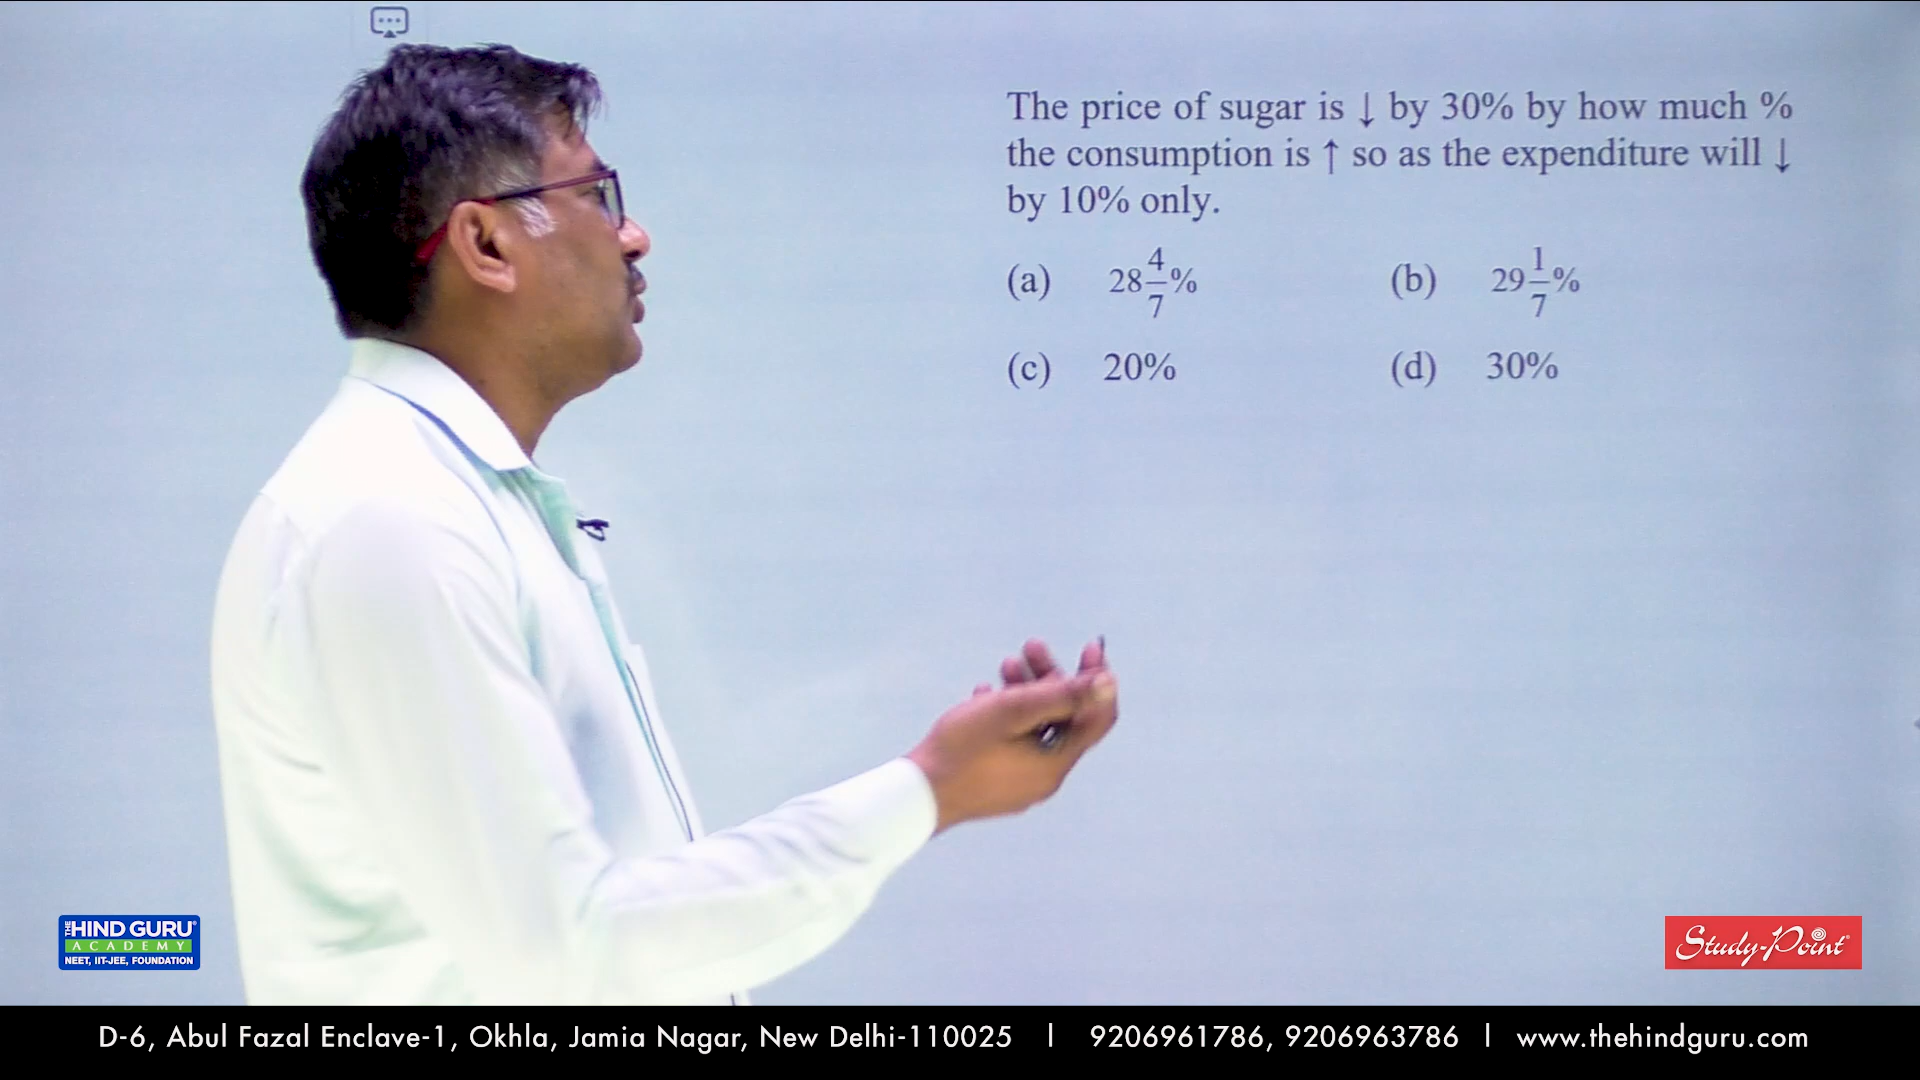 The price of sugar is ↓ by 30% by how much %
the consumption is ↑ so as the expenditure will ↓
by 10% only.
(a) 28 4/7 % (b) 29 1/7 %
(c) 20% (d) 30%
THE HIND GURU®
ACADEMY
NEET, IIT-JEE, FOUNDATION
Study-Point®
D-6, Abul Fazal Enclave-1, Okhla, Jamia Nagar, New Delhi-110025 | 9206961786, 9206963786 | www.thehindguru.com